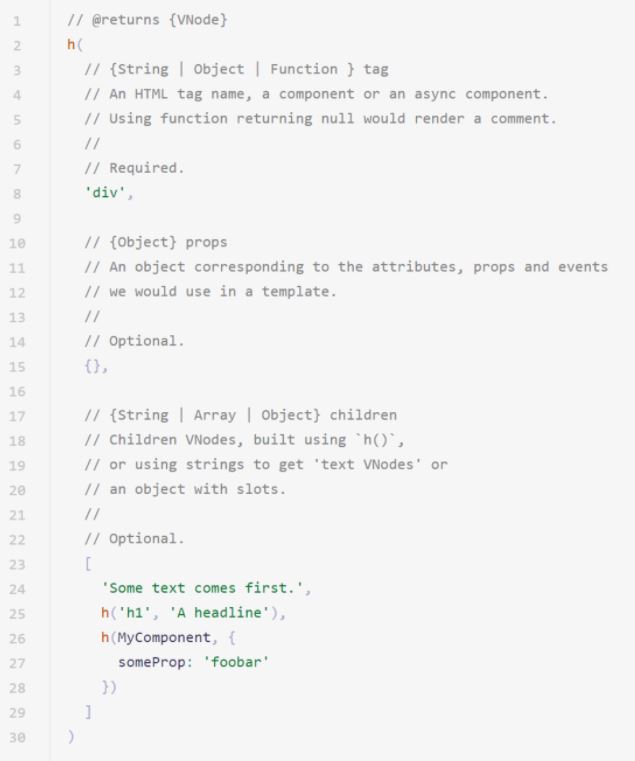 1 // @returns {VNode}
2 h(
3 // {String | Object | Function } tag
4 // An HTML tag name, a component or an async component.
5 // Using function returning null would render a comment.
6 //
7 // Required.
8 'div',
9
10 // {Object} props
11 // An object corresponding to the attributes, props and events
12 // we would use in a template.
13 //
14 // Optional.
15 {},
16
17 // {String | Array | Object} children
18 // Children VNodes, built using `h()`,
19 // or using strings to get 'text VNodes' or
20 // an object with slots.
21 //
22 // Optional.
23 [
24 'Some text comes first.',
25 h('h1', 'A headline'),
26 h(MyComponent, {
27 someProp: 'foobar'
28 })
29 ]
30 )